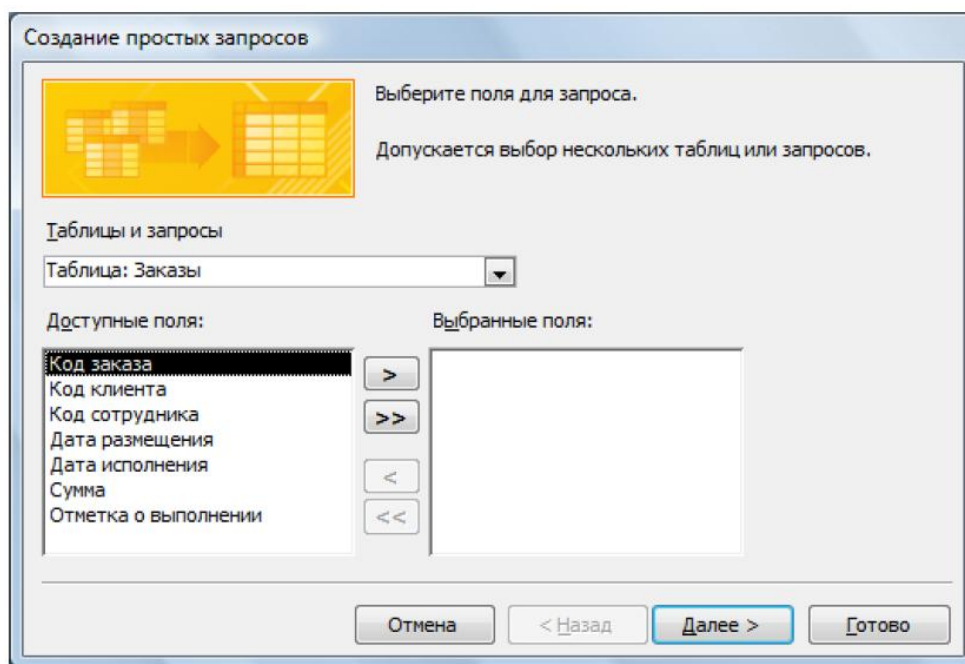 Создание простых запросов
Выберите поля для запроса.
Допускается выбор нескольких таблиц или запросов.
Таблицы и запросы
Таблица: Заказы
Доступные поля:
Выбранные поля:
Код заказа
Код клиента
Код сотрудника
Дата размещения
Дата исполнения
Сумма
Отметка о выполнении
>
>>
<
<<
Отмена
< Назад
Далее >
Готово